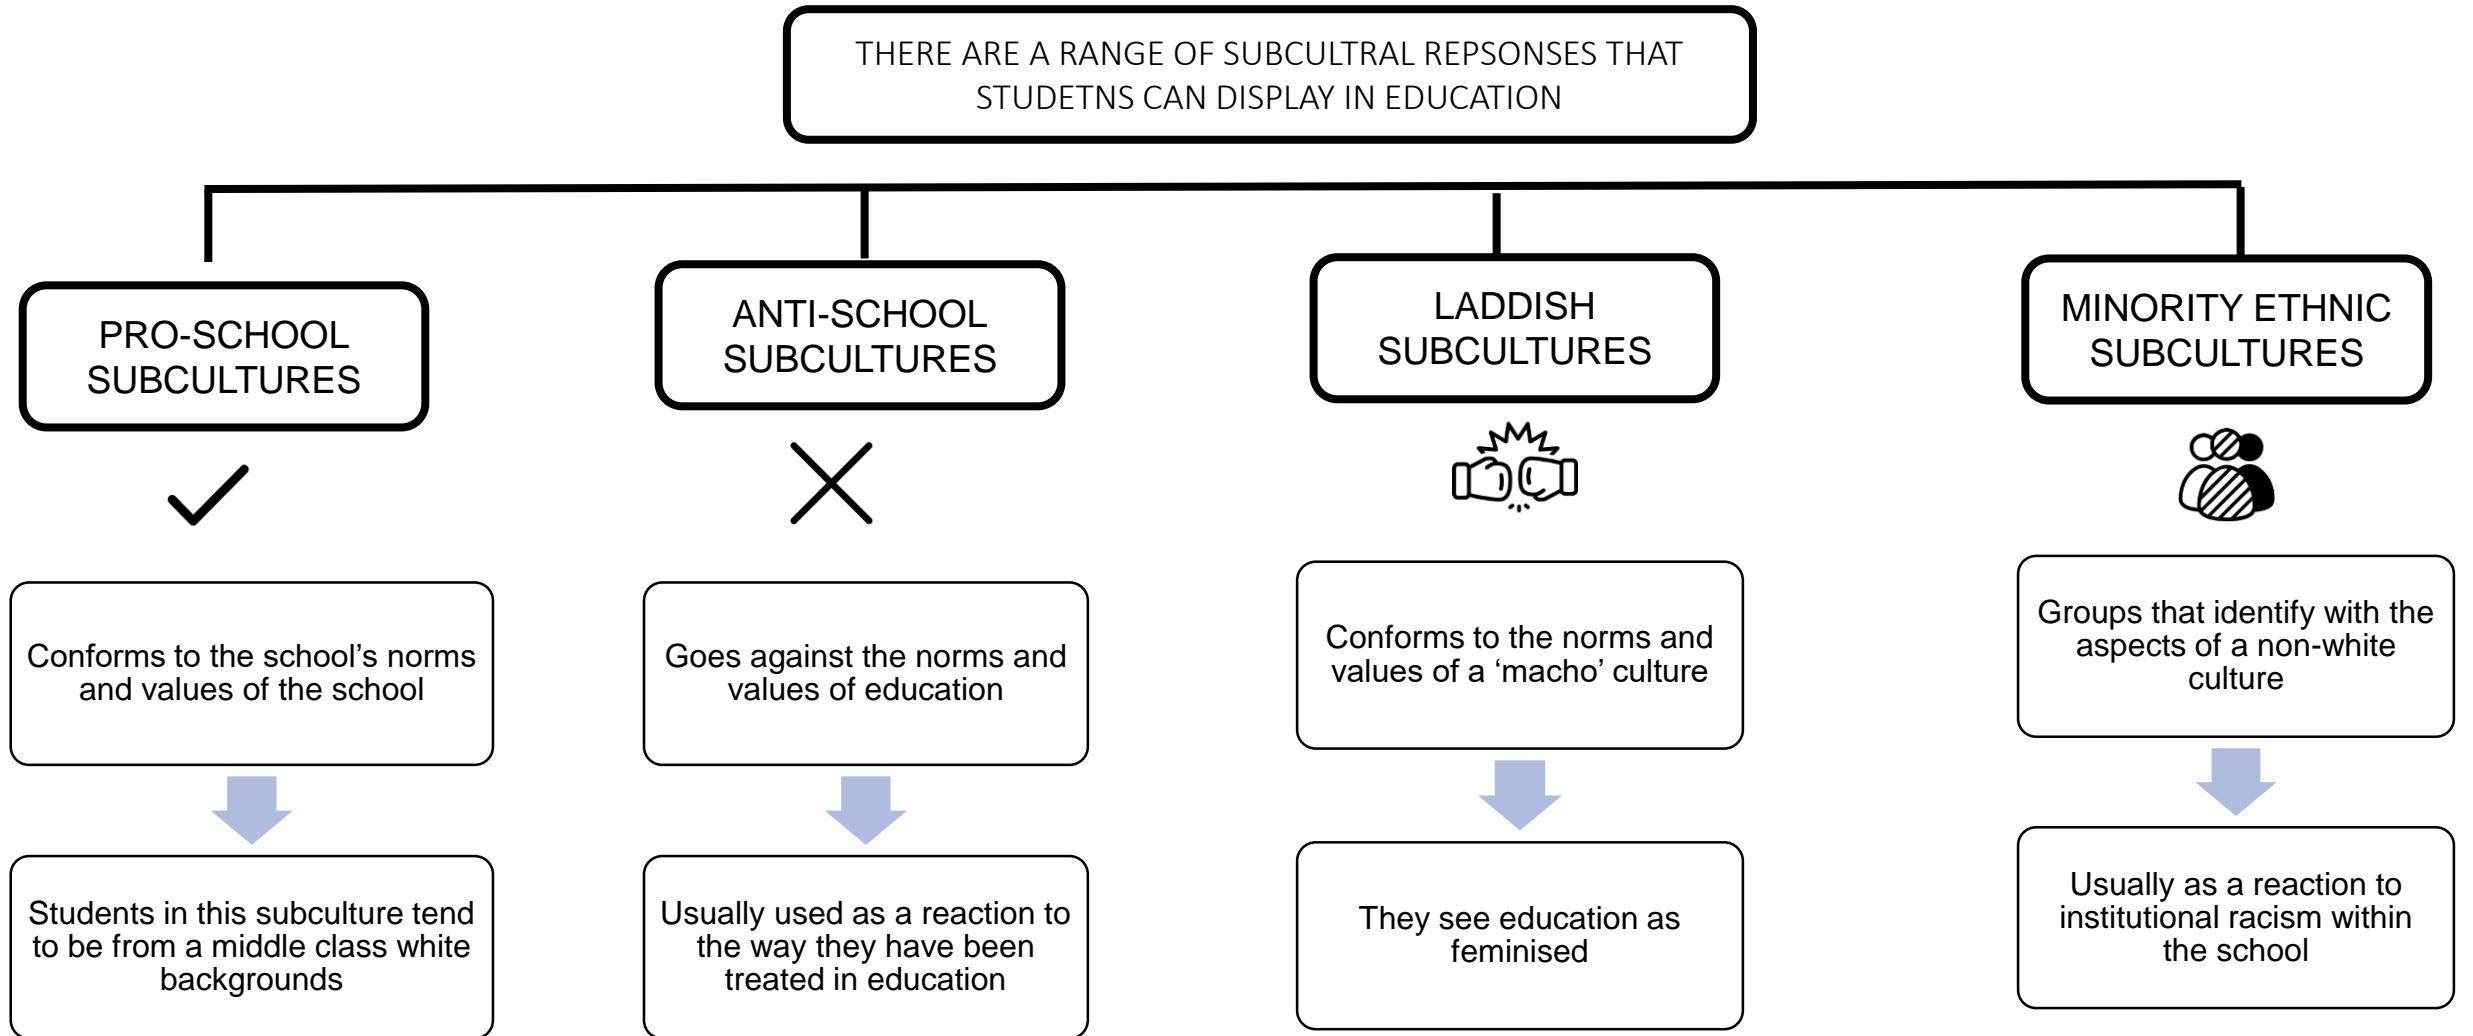 THERE ARE A RANGE OF SUBCULTRAL REPSONSES THAT
STUDETNS CAN DISPLAY IN EDUCATION
PRO-SCHOOL
SUBCULTURES
ANTI-SCHOOL
SUBCULTURES
LADDISH
SUBCULTURES
MINORITY ETHNIC
SUBCULTURES
Conforms to the school’s norms
and values of the school
Goes against the norms and
values of education
Conforms to the norms and
values of a ‘macho’ culture
Groups that identify with the
aspects of a non-white
culture
Students in this subculture tend
to be from a middle class white
backgrounds
Usually used as a reaction to
the way they have been
treated in education
They see education as
feminised
Usually as a reaction to
institutional racism within
the school